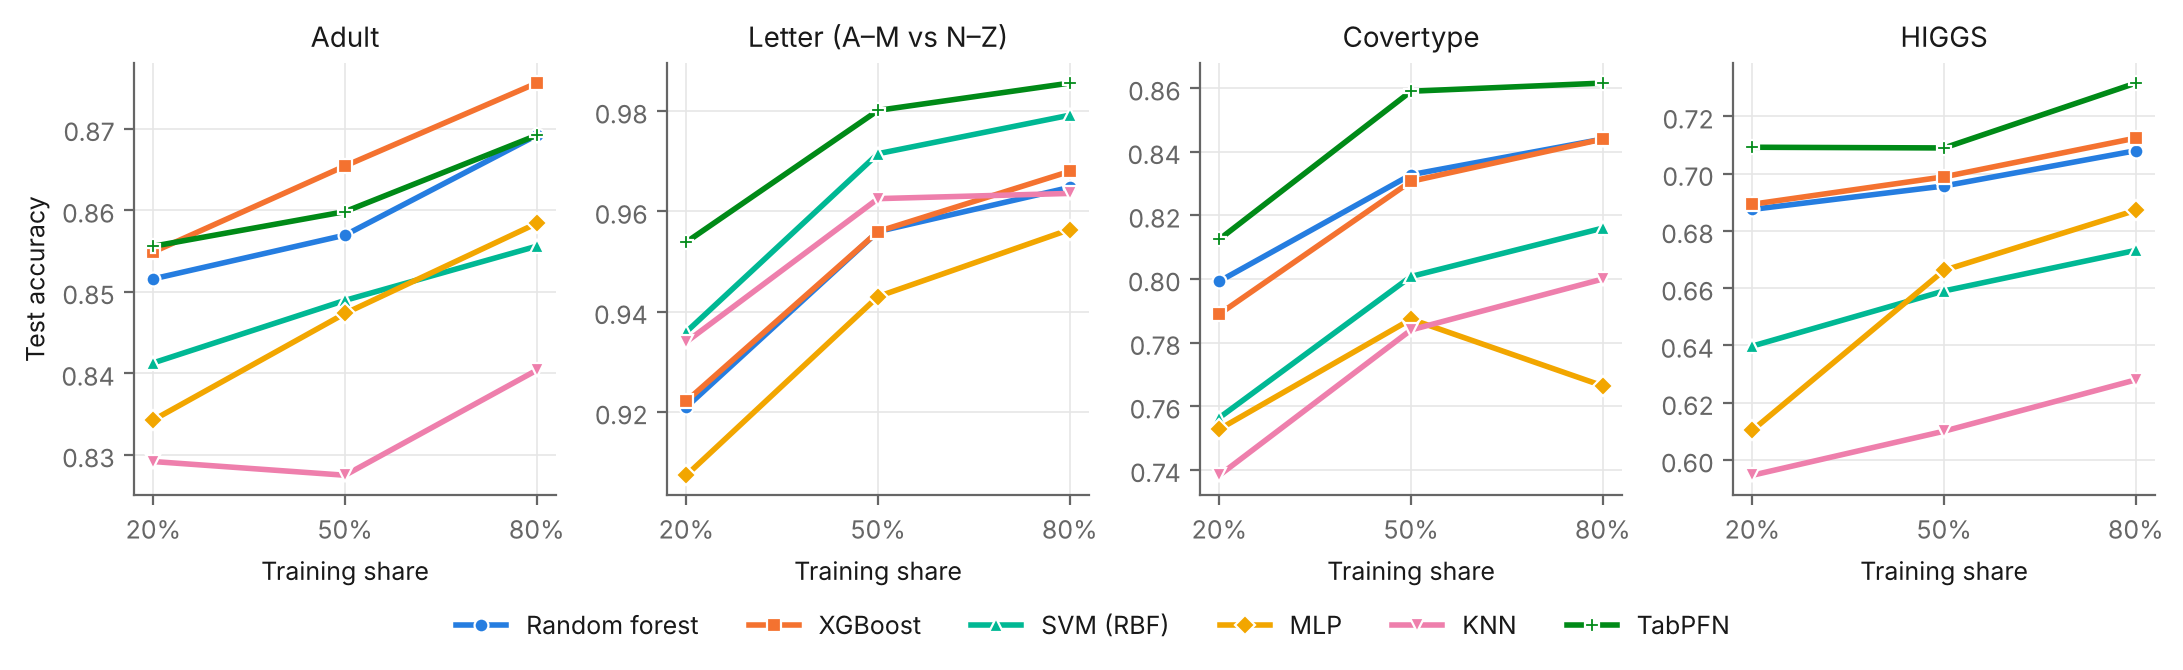 Adult
Letter (A–M vs N–Z)
Covertype
HIGGS
Test accuracy
0.87
0.86
0.85
0.84
0.83
0.98
0.96
0.94
0.92
0.86
0.84
0.82
0.80
0.78
0.76
0.74
0.72
0.70
0.68
0.66
0.64
0.62
0.60
20% 50% 80%
20% 50% 80%
20% 50% 80%
20% 50% 80%
Training share
Training share
Training share
Training share
Random forest XGBoost SVM (RBF) MLP KNN TabPFN